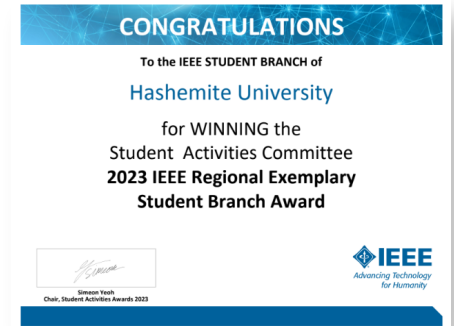 CONGRATULATIONS
To the IEEE STUDENT BRANCH of
Hashemite University
for WINNING the
Student Activities Committee
2023 IEEE Regional Exemplary
Student Branch Award
Simeon
Simeon Yeoh
Chair, Student Activities Awards 2023
IEEE
Advancing Technology
for Humanity